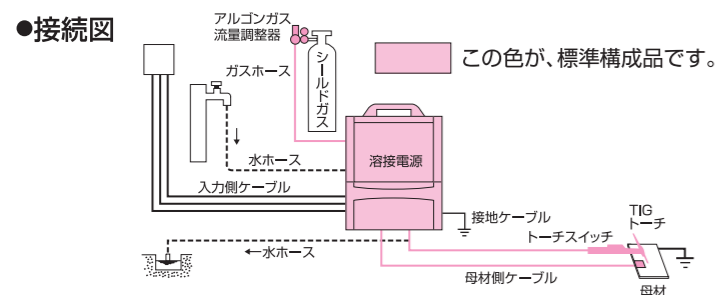 ●接続図
アルゴンガス
流量調整器
この色が、標準構成品です。
シールドガス
ガスホース
水ホース
溶接電源
入力側ケーブル
接地ケーブル
TIG
トーチ
トーチスイッチ
←水ホース
母材側ケーブル
母材